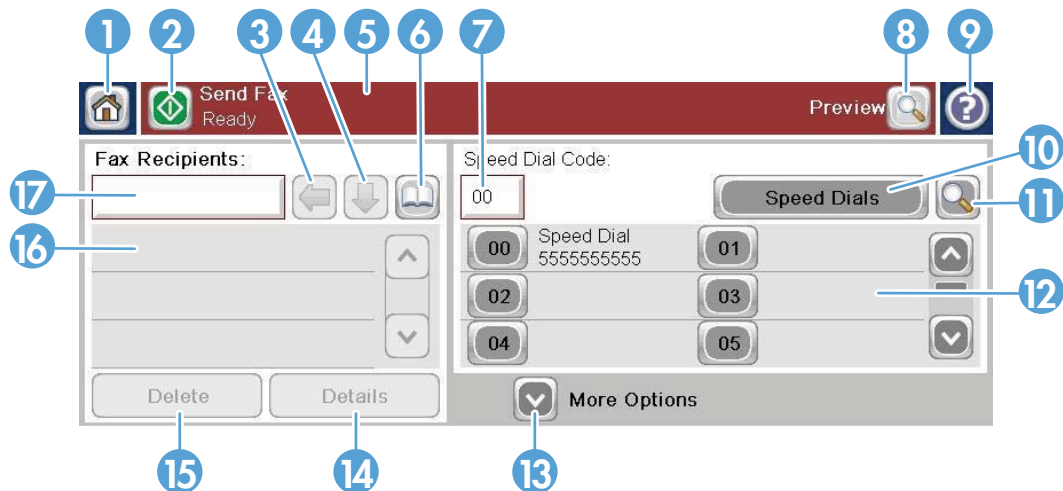 1 2 3 4 5 6 7 8 9
Send Fax
Ready
Preview
Fax Recipients:
Speed Dial Code:
10
17
00
Speed Dials
11
16
00 Speed Dial 01
5555555555
02 03
12
04 05
Delete Details
More Options
15 14 13